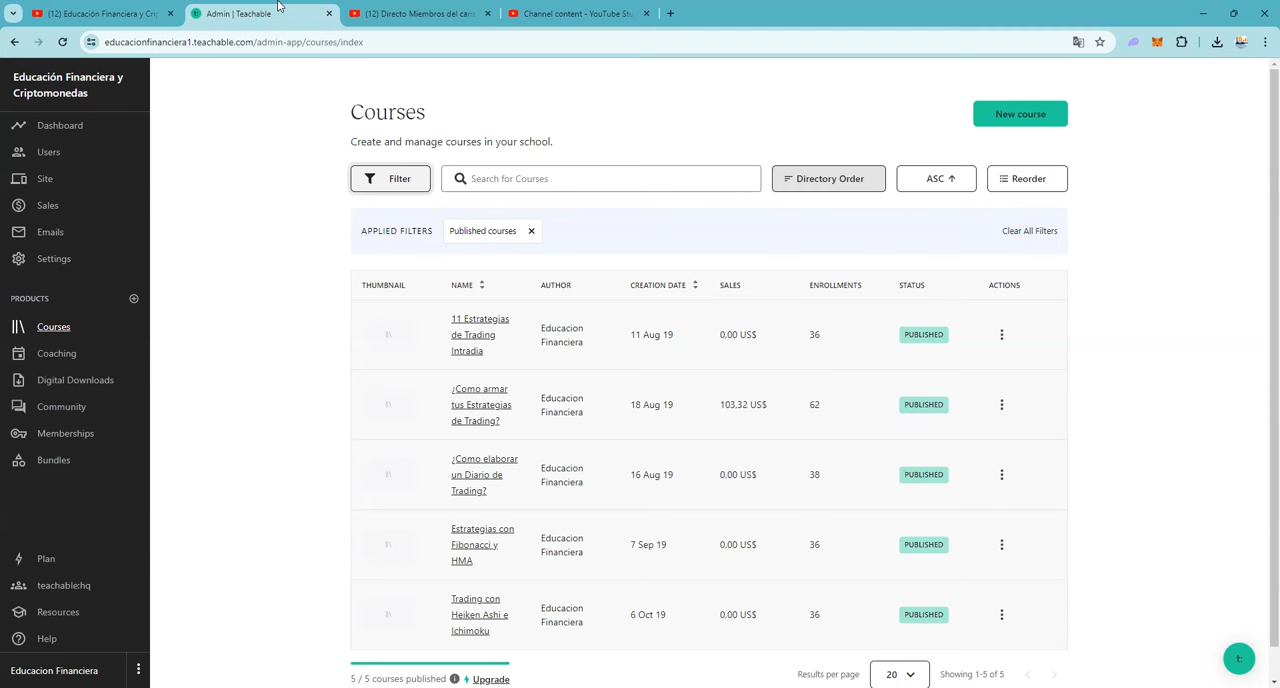 (12) Educación Financiera y Crip
Admin | Teachable
(12) Directo Miembros del cana
Channel content - YouTube Stu
educacionfinanciera1.teachable.com/admin-app/courses/index
Educación Financiera y
Criptomonedas
Dashboard
Users
Site
Sales
Emails
Settings
PRODUCTS
Courses
Coaching
Digital Downloads
Community
Memberships
Bundles
Plan
teachable:hq
Resources
Help
Educacion Financiera
Courses
New course
Create and manage courses in your school.
Filter
Search for Courses
Directory Order
ASC
Reorder
APPLIED FILTERS
Published courses
Clear All Filters
THUMBNAIL NAME AUTHOR CREATION DATE SALES ENROLLMENTS STATUS ACTIONS
11 Estrategias
de Trading
Intradia
Educacion
Financiera
11 Aug 19
0,00 US$
36
PUBLISHED
¿Como armar
tus Estrategias
de Trading?
Educacion
Financiera
18 Aug 19
103,32 US$
62
PUBLISHED
¿Como elaborar
un Diario de
Trading?
Educacion
Financiera
16 Aug 19
0,00 US$
38
PUBLISHED
Estrategias con
Fibonacci y
HMA
Educacion
Financiera
7 Sep 19
0,00 US$
36
PUBLISHED
Trading con
Heiken Ashi e
Ichimoku
Educacion
Financiera
6 Oct 19
0,00 US$
36
PUBLISHED
5 / 5 courses published
Upgrade
Results per page
20
Showing 1-5 of 5
t: